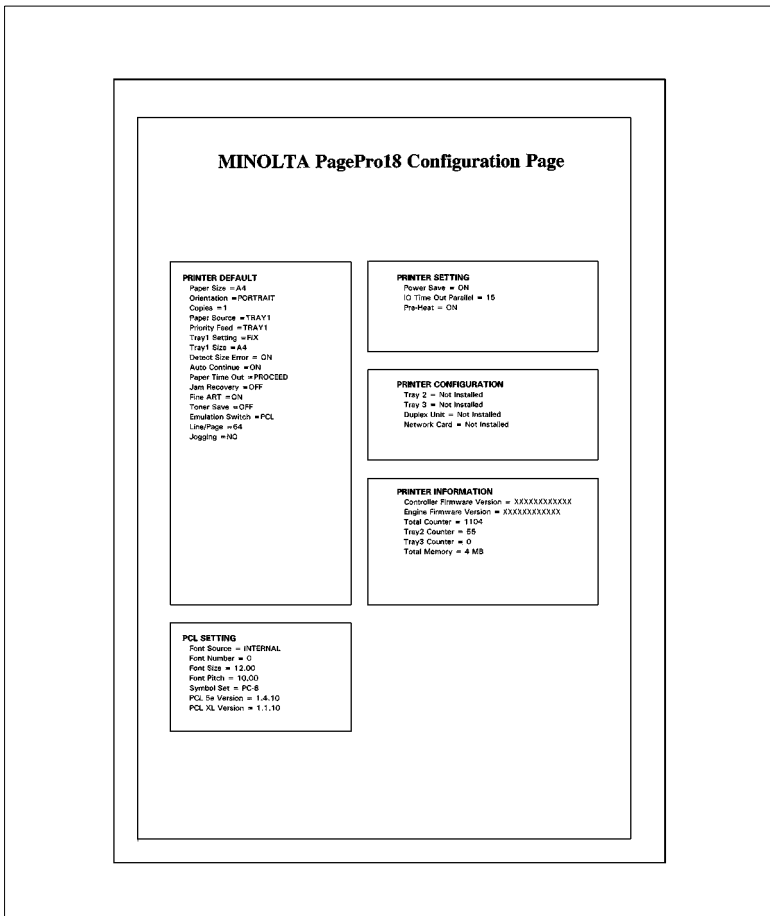 MINOLTA PagePro18 Configuration Page
PRINTER DEFAULT
Paper Size =A4
Orientation =PORTRAIT
Copies =1
Paper Source =TRAY1
Priority Feed =TRAY1
Tray1 Setting =FIX
Tray1 Size =A4
Detect Size Error = ON
Auto Continue =ON
Paper Time Out =PROCEED
Jam Recovery =OFF
Fine ART =ON
Toner Save =OFF
Emulation Switch =PCL
Line/Page =64
Jogging =NO
PCL SETTING
Font Source = INTERNAL
Font Number = 0
Font Size = 12.00
Font Pitch = 10.00
Symbol Set = PC-8
PCL 5e Version = 1.4.10
PCL XL Version = 1.1.10
PRINTER SETTING
Power Save = ON
IO Time Out Parallel = 15
Pre-Heat = ON
PRINTER CONFIGURATION
Tray 2 = Not Installed
Tray 3 = Not Installed
Duplex Unit = Not Installed
Network Card = Not Installed
PRINTER INFORMATION
Controller Firmware Version = XXXXXXXXXXXX
Engine Firmware Version = XXXXXXXXXXXX
Total Counter = 1104
Tray2 Counter = 55
Tray3 Counter = 0
Total Memory = 4 MB